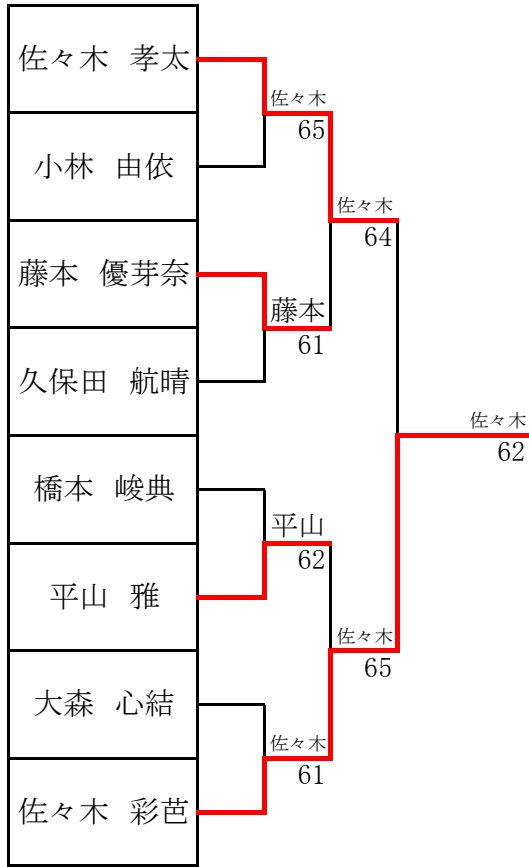 佐々木 孝太
佐々木
65
小林 由依
佐々木
64
藤本 優芽奈
藤本
61
久保田 航晴
佐々木
62
橋本 峻典
平山
62
平山 雅
佐々木
65
大森 心結
佐々木
61
佐々木 彩芭